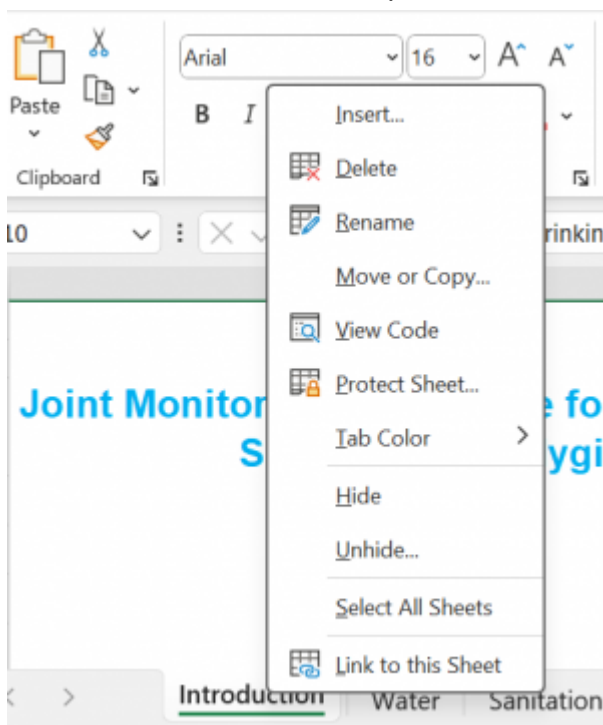 Arial
16
A
A
Paste
B I
Clipboard
10
rinkin
Insert...
Delete
Rename
Move or Copy...
View Code
Protect Sheet...
Tab Color
Hide
Unhide...
Select All Sheets
Link to this Sheet
Joint Monitor e fo
S ygi
Introduction Water Sanitation